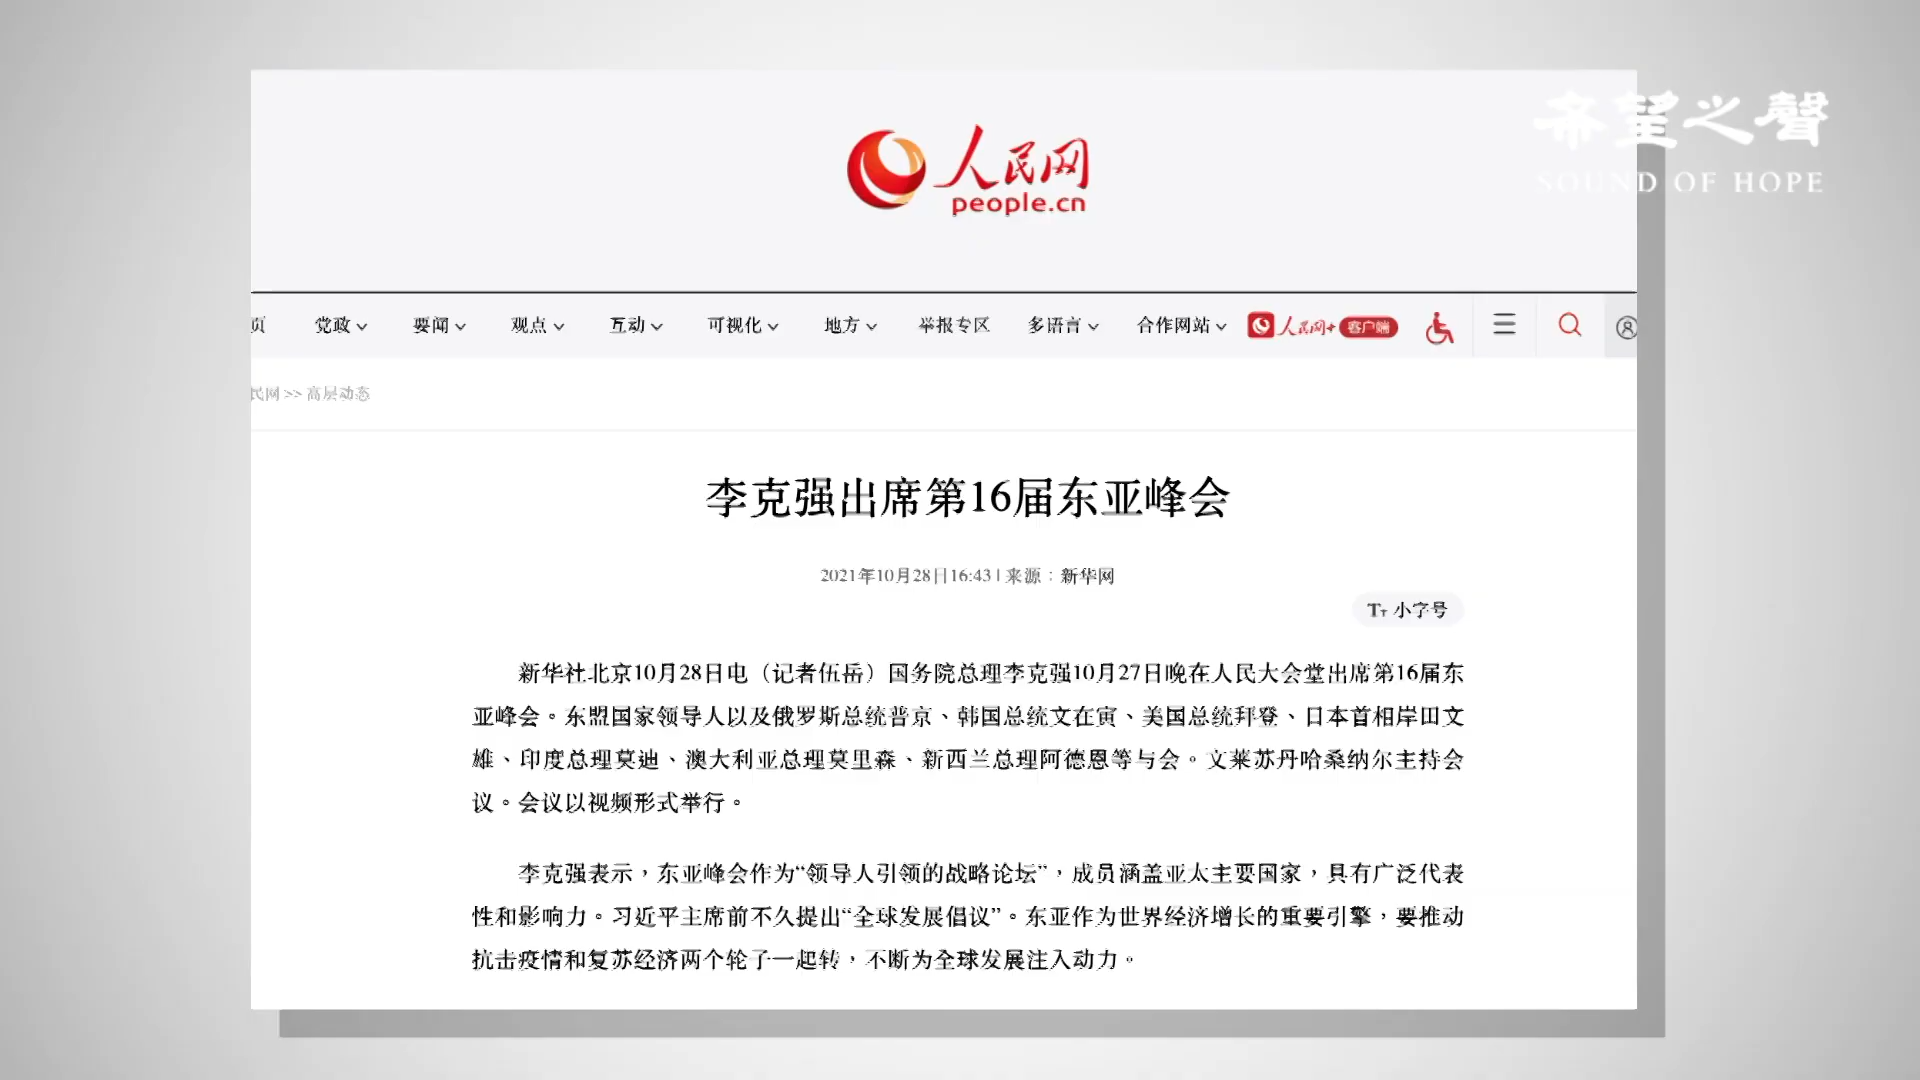 人民网
people.cn
希望之聲
SOUND OF HOPE
页 党政 要闻 观点 互动 可视化 地方 举报专区 多语言 合作网站 人民网+ 客户端
民网 >> 高层动态
李克强出席第16届东亚峰会
2021年10月28日16:43 | 来源：新华网
TT 小字号
新华社北京10月28日电（记者伍岳）国务院总理李克强10月27日晚在人民大会堂出席第16届东
亚峰会。东盟国家领导人以及俄罗斯总统普京、韩国总统文在寅、美国总统拜登、日本首相岸田文
雄、印度总理莫迪、澳大利亚总理莫里森、新西兰总理阿德恩等与会。文莱苏丹哈桑纳尔主持会
议。会议以视频形式举行。
李克强表示，东亚峰会作为“领导人引领的战略论坛”，成员涵盖亚太主要国家，具有广泛代表
性和影响力。习近平主席前不久提出“全球发展倡议”。东亚作为世界经济增长的重要引擎，要推动
抗击疫情和复苏经济两个轮子一起转，不断为全球发展注入动力。